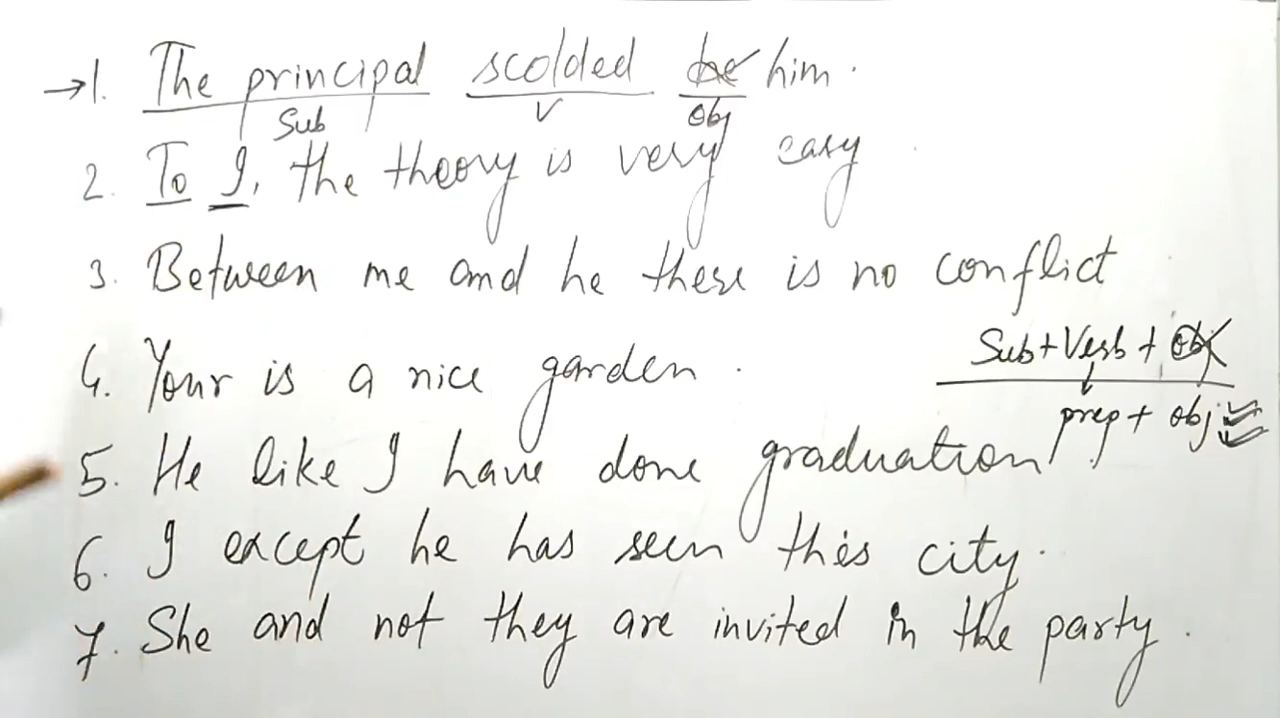 →1. The principal scolded he him.
Sub V Obj
2. To I, the theory is very easy
3. Between me and he there is no conflict
Sub + Verb + Obj
4. Your is a nice garden.
prep + obj
5. He like I have done graduation.
6. I except he has seen this city.
7. She and not they are invited in the party.